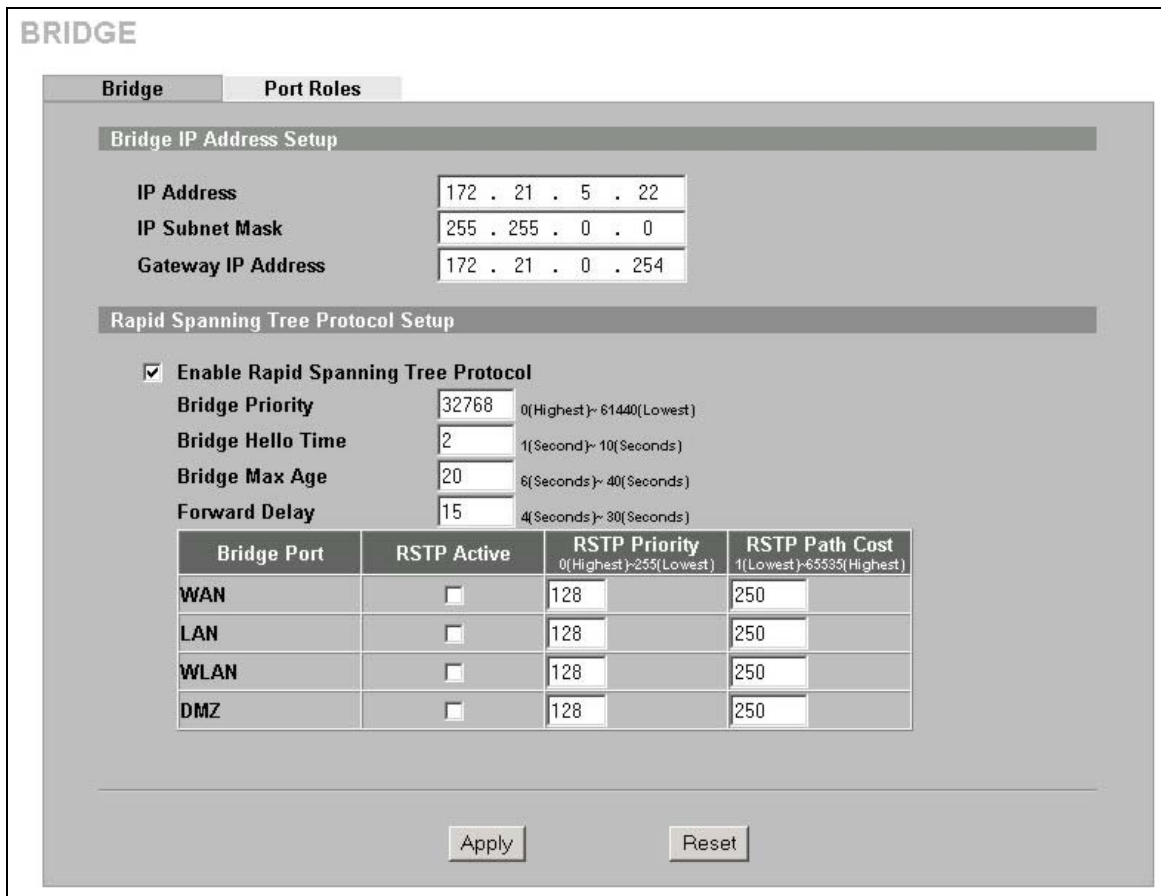 BRIDGE
Bridge Port Roles
Bridge IP Address Setup
IP Address 172 . 21 . 5 . 22
IP Subnet Mask 255 . 255 . 0 . 0
Gateway IP Address 172 . 21 . 0 . 254
Rapid Spanning Tree Protocol Setup
Enable Rapid Spanning Tree Protocol
Bridge Priority 32768 0(Highest)~ 61440(Lowest)
Bridge Hello Time 2 1(Second)~ 10(Seconds)
Bridge Max Age 20 6(Seconds)~ 40(Seconds)
Forward Delay 15 4(Seconds)~ 30(Seconds)
Bridge Port RSTP Active RSTP Priority RSTP Path Cost
0(Highest)~255(Lowest) 1(Lowest)~65535(Highest)
WAN 128 250
LAN 128 250
WLAN 128 250
DMZ 128 250
Apply Reset